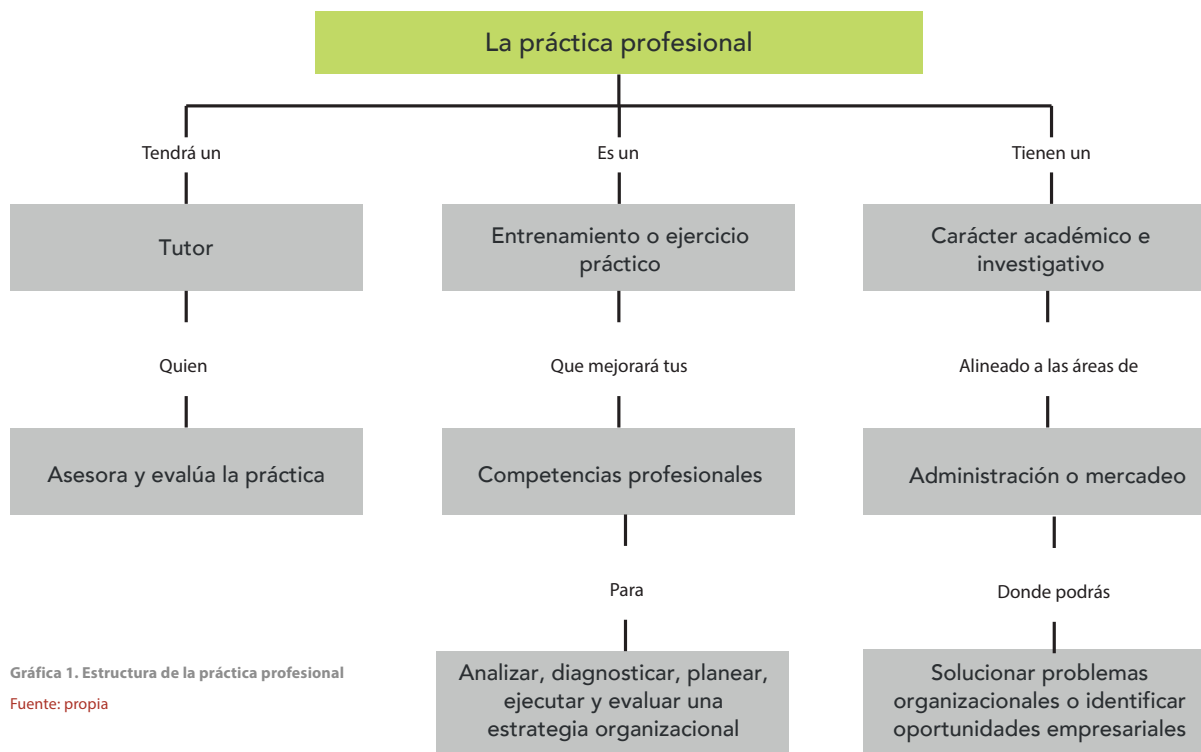 La práctica profesional
Tendrá un
Es un
Tienen un
Tutor
Entrenamiento o ejercicio
práctico
Carácter académico e
investigativo
Quien
Que mejorará tus
Alineado a las áreas de
Asesora y evalúa la práctica
Competencias profesionales
Administración o mercadeo
Para
Donde podrás
Gráfica 1. Estructura de la práctica profesional
Fuente: propia
Analizar, diagnosticar, planear,
ejecutar y evaluar una
estrategia organizacional
Solucionar problemas
organizacionales o identificar
oportunidades empresariales